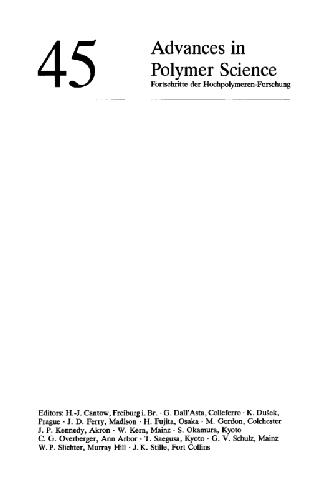 45
Advances in
Polymer Science
Fortschritte der Hochpolymeren-Forschung
Editors: H.-J. Cantow, Freiburg i. Br. · G. Dall'Asta, Colleferro · K. Dušek,
Prague · J. D. Ferry, Madison · H. Fujita, Osaka · M. Gordon, Colchester
J. P. Kennedy, Akron · W. Kern, Mainz · S. Okamura, Kyoto
C. G. Overberger, Ann Arbor · T. Saegusa, Kyoto · G. V. Schulz, Mainz
W. P. Slichter, Murray Hill · J. K. Stille, Fort Collins